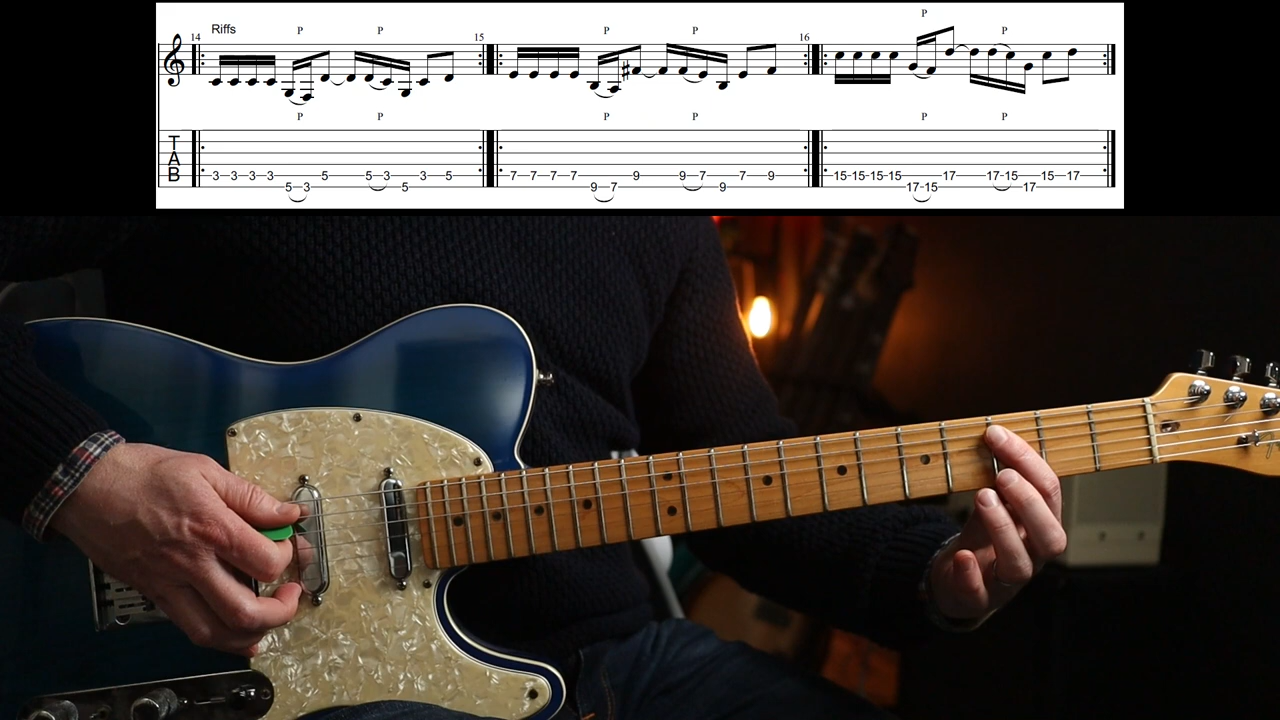 Riffs
14 P P 15 P P 16 P P
P P P P P P
T
A
B
3 3 3 3 5 5 3 3 5 7 7 7 7 9 9 7 7 9 15 15 15 15 17 17 15 15 17
5 3 5 9 7 9 17 15 17